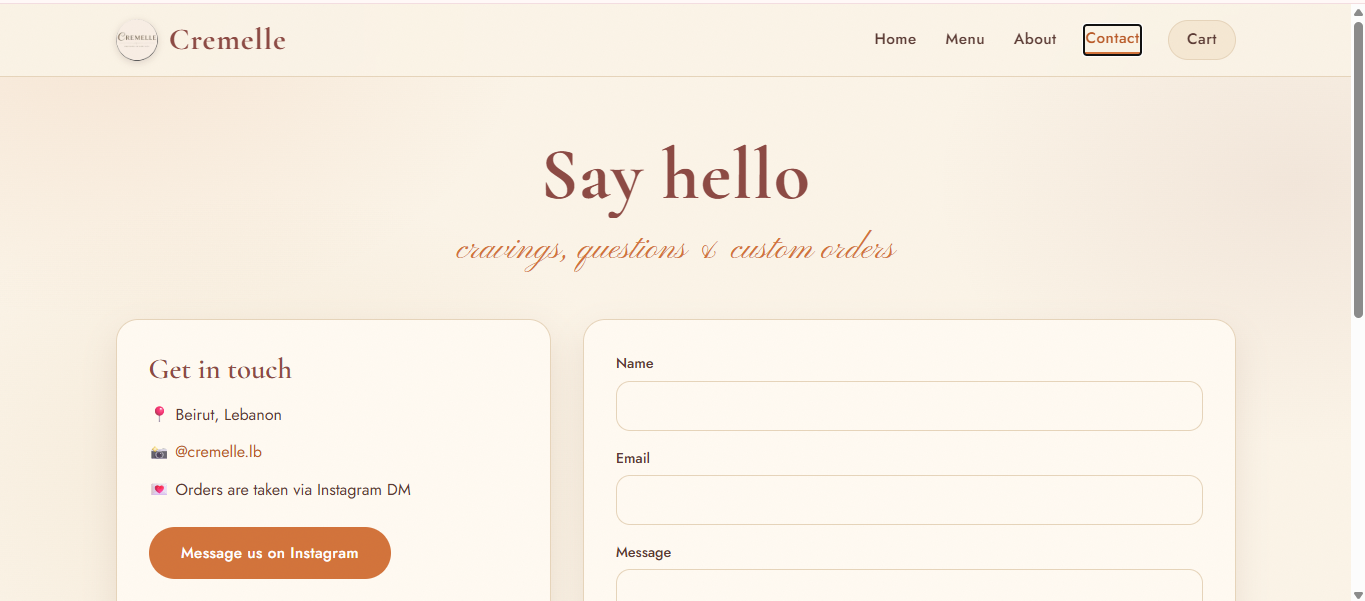 CREMELLE
Cremelle
Home
Menu
About
Contact
Cart
Say hello
cravings, questions & custom orders
Get in touch
Beirut, Lebanon
@cremelle.lb
Orders are taken via Instagram DM
Message us on Instagram
Name
Email
Message